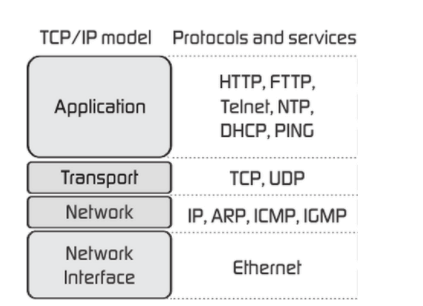 TCP/IP model Protocols and services
Application
HTTP, FTTP,
Telnet, NTP,
DHCP, PING
Transport
TCP, UDP
Network
IP, ARP, ICMP, IGMP
Network
Interface
Ethernet